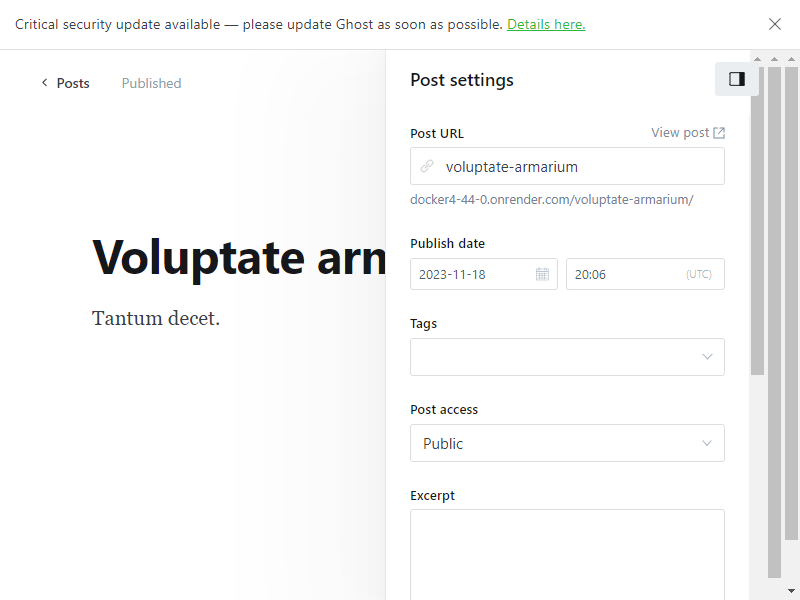 Critical security update available — please update Ghost as soon as possible. Details here.
Posts
Published
Post settings
Voluptate arm
Tantum decet.
Post URL
View post
voluptate-armarium
docker4-44-0.onrender.com/voluptate-armarium/
Publish date
2023-11-18
20:06
(UTC)
Tags
Post access
Public
Excerpt